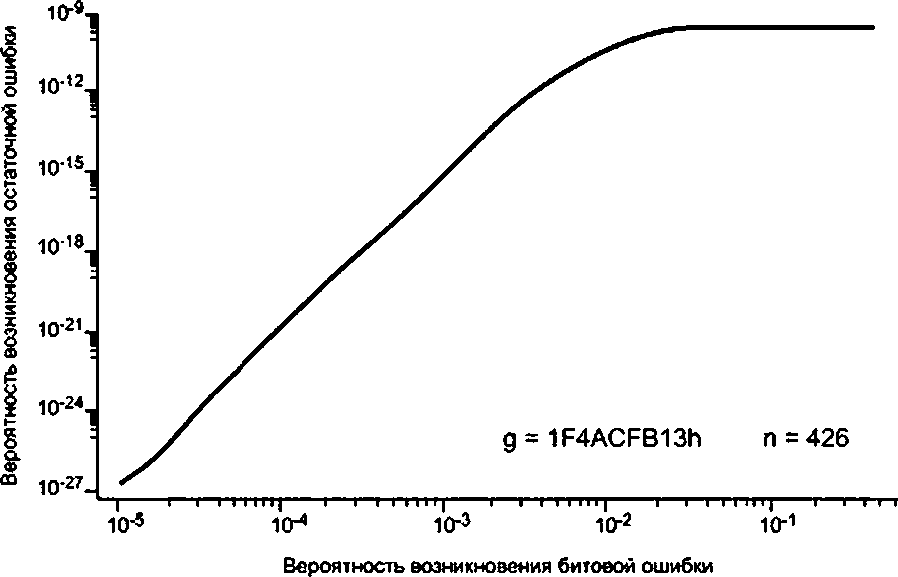 Вероятность возникновения остаточной ошибки
10-9
10-12
10-15
10-18
10-21
10-24
10-27
g = 1F4ACFB13h n = 426
10-5 10-4 10-3 10-2 10-1
Вероятность возникновения битовой ошибки